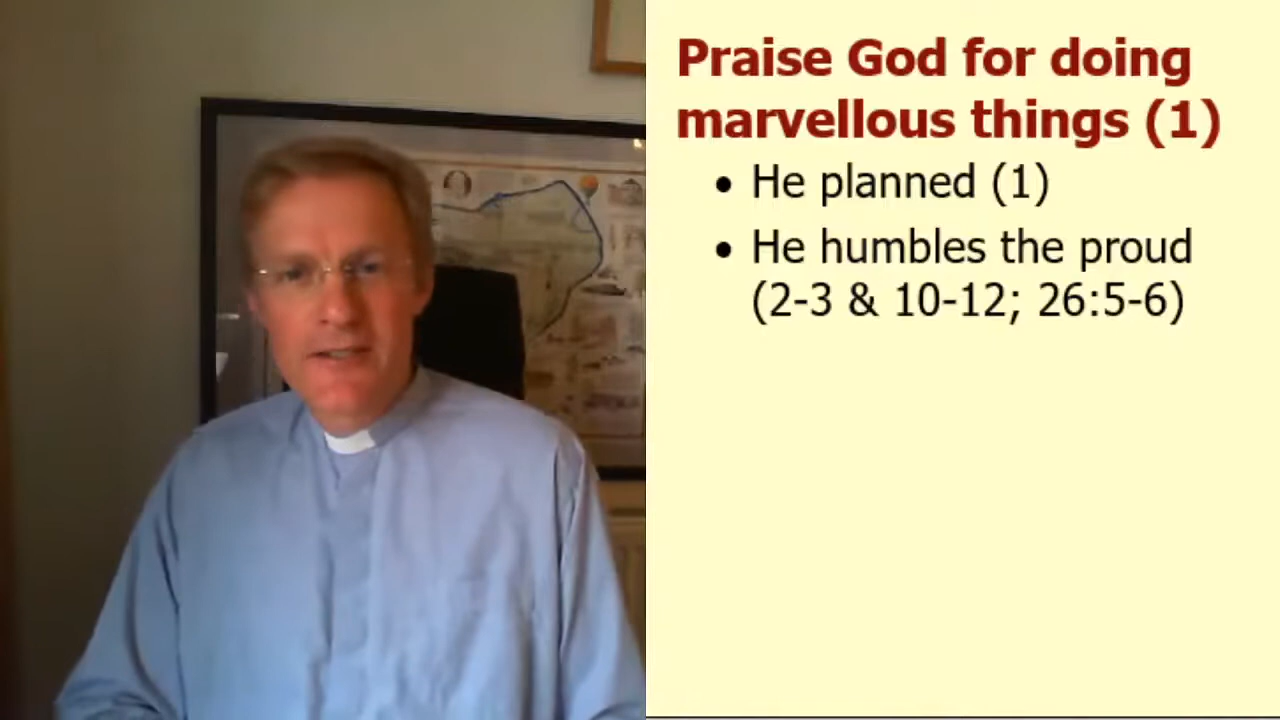 Praise God for doing
marvellous things (1)
• He planned (1)
• He humbles the proud
(2-3 & 10-12; 26:5-6)